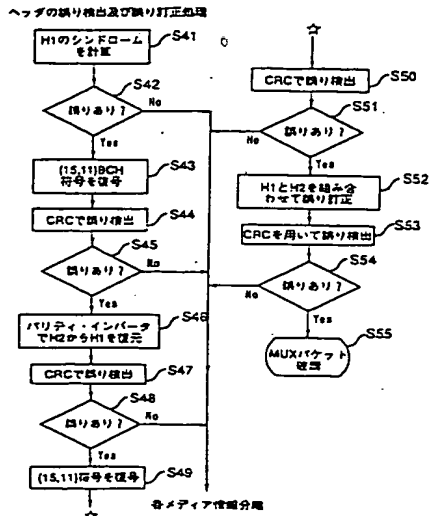 ヘッダの誤り検出及び誤り訂正処理
H1のシンドローム
を計算
S41
S42
誤りあり?
No
Yes
(15,11)BCH
符号を復号
S43
CRCで誤り検出
S44
S45
誤りあり?
No
Yes
パリティ・インバータ
でH2からH1を復元
S46
CRCで誤り検出
S47
S48
誤りあり?
No
Yes
(15,11)符号を復号
S49
☆
☆
CRCで誤り検出
S50
S51
誤りあり?
No
Yes
H1とH2を組み合
わせて誤り訂正
S52
CRCを用いて誤り検出
S53
S54
誤りあり?
No
Yes
MUXパケット
S55
各メディア情報分離